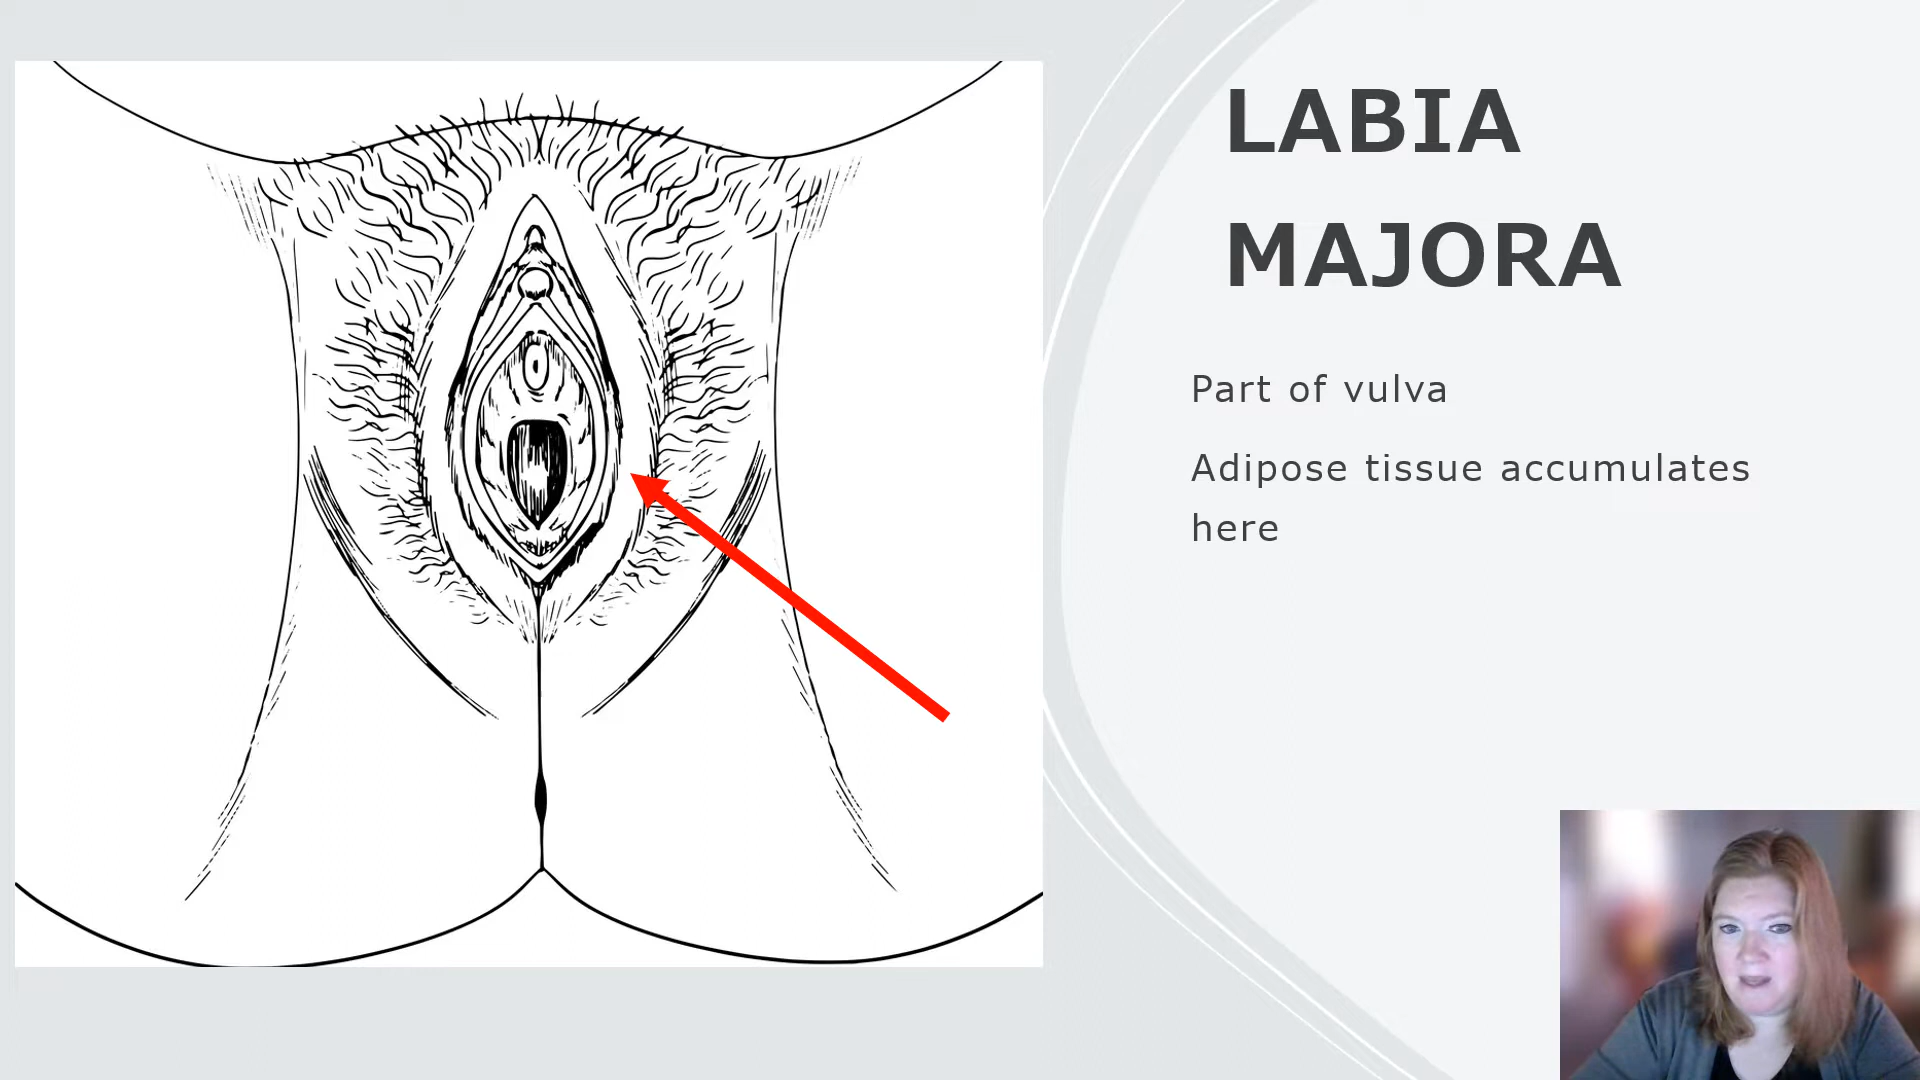 LABIA
MAJORA
Part of vulva
Adipose tissue accumulates
here